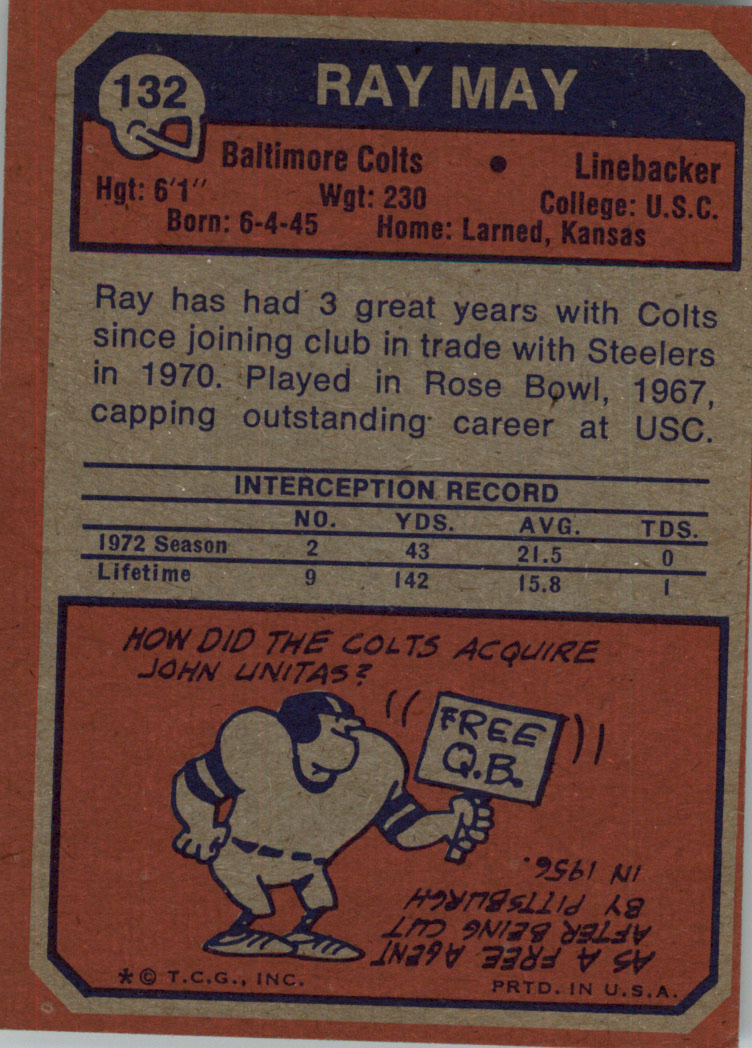 132
RAY MAY
Baltimore Colts • Linebacker
Hgt: 6'1" Wgt: 230 College: U.S.C.
Born: 6-4-45 Home: Larned, Kansas
Ray has had 3 great years with Colts
since joining club in trade with Steelers
in 1970. Played in Rose Bowl, 1967,
capping outstanding career at USC.
INTERCEPTION RECORD
NO. YDS. AVG. TDS.
1972 Season 2 43 21.5 0
Lifetime 9 142 15.8 1
HOW DID THE COLTS ACQUIRE
JOHN UNITAS?
FREE
Q.B.
AS A FREE AGENT
AFTER BEING CUT
BY PITTSBURGH
IN 1956.
* © T.C.G., INC. PRTD. IN U.S.A.